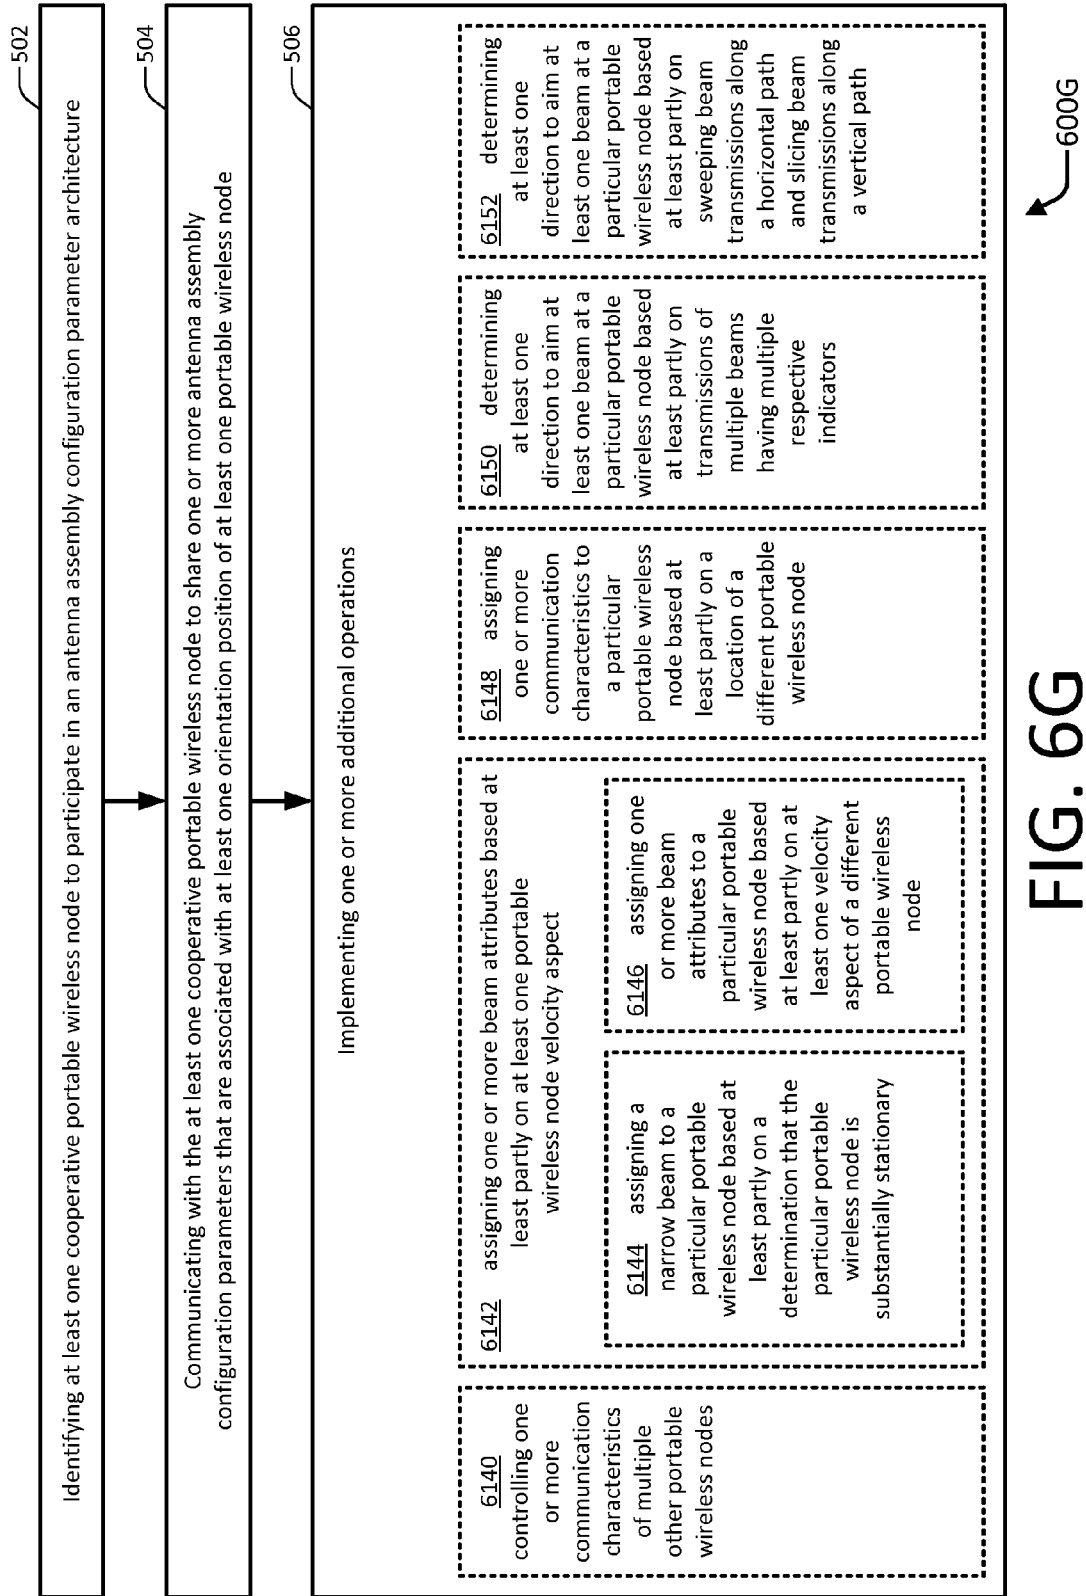 502
Identifying at least one cooperative portable wireless node to participate in an antenna assembly configuration parameter architecture
504
Communicating with the at least one cooperative portable wireless node to share one or more antenna assembly
configuration parameters that are associated with at least one orientation position of at least one portable wireless node
506
Implementing one or more additional operations
6140
controlling one
or more
communication
characteristics
of multiple
other portable
wireless nodes
6142 assigning one or more beam attributes based at
least partly on at least one portable
wireless node velocity aspect
6144 assigning a
narrow beam to a
particular portable
wireless node based at
least partly on a
determination that the
particular portable
wireless node is
substantially stationary
6146 assigning one
or more beam
attributes to a
particular portable
wireless node based
at least partly on at
least one velocity
aspect of a different
portable wireless
node
6148 assigning
one or more
communication
characteristics to
a particular
portable wireless
node based at
least partly on a
location of a
different portable
wireless node
6150 determining
at least one
direction to aim at
least one beam at a
particular portable
wireless node based
at least partly on
transmissions of
multiple beams
having multiple
respective
indicators
6152 determining
at least one
direction to aim at
least one beam at a
particular portable
wireless node based
at least partly on
sweeping beam
transmissions along
a horizontal path
and slicing beam
transmissions along
a vertical path
600G
FIG. 6G